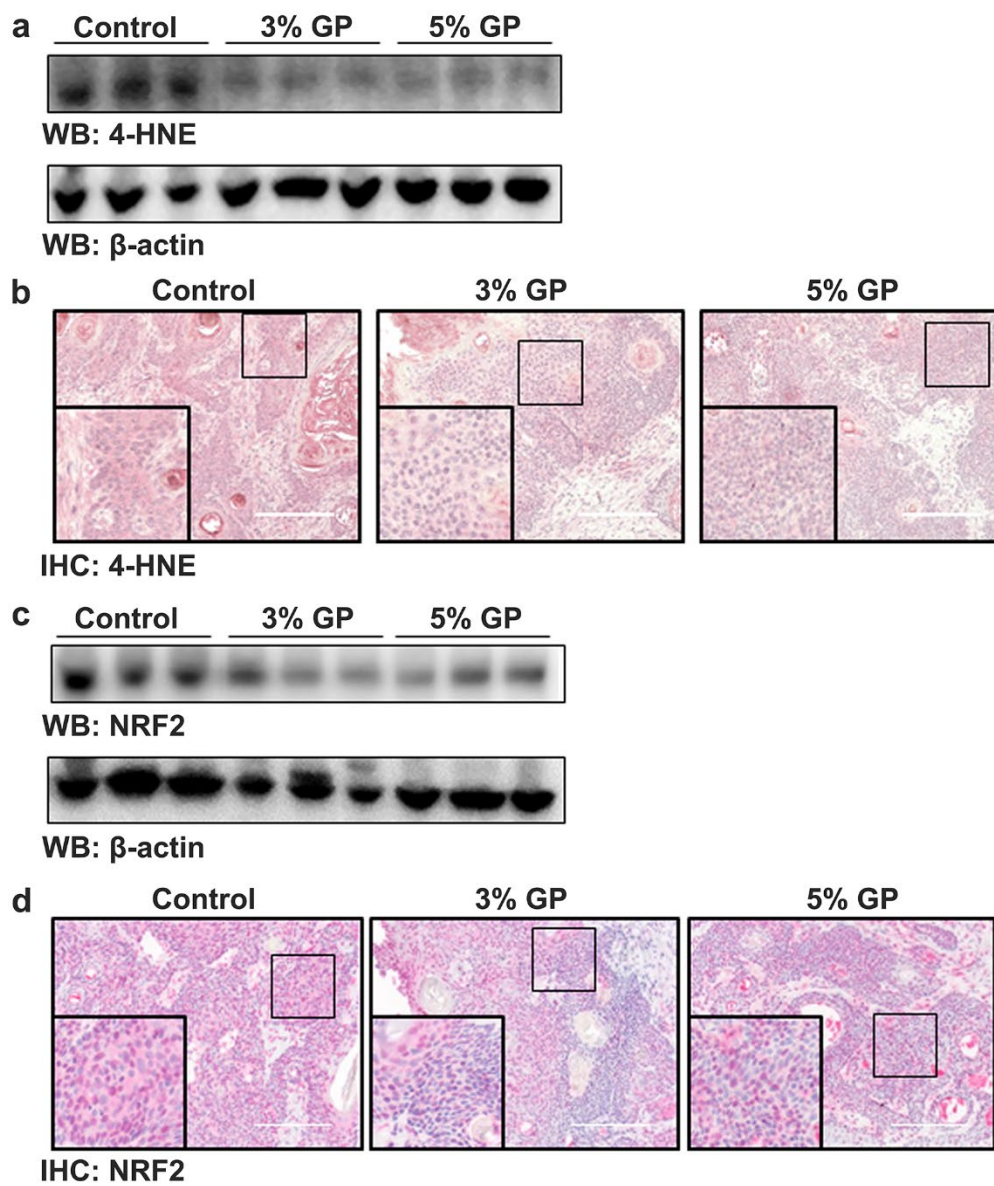 a
Control 3% GP 5% GP
WB: 4-HNE
WB: β-actin
b
Control 3% GP 5% GP
IHC: 4-HNE
c
Control 3% GP 5% GP
WB: NRF2
WB: β-actin
d
Control 3% GP 5% GP
IHC: NRF2